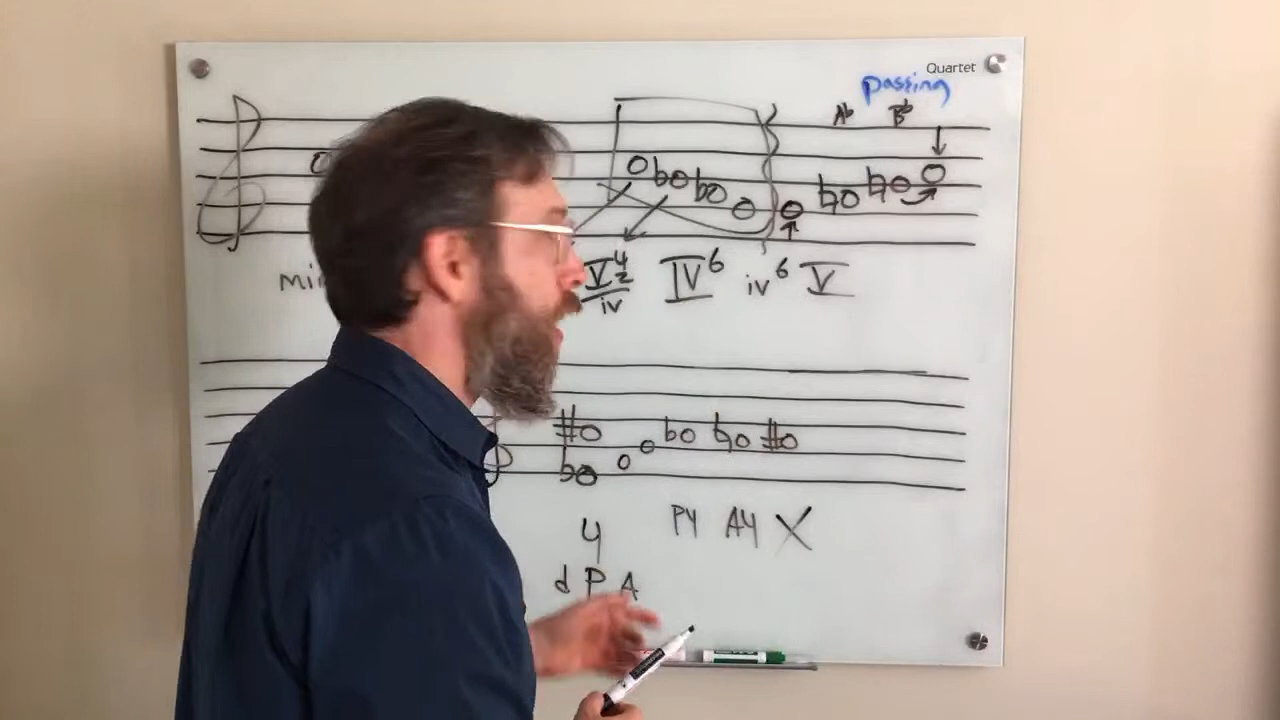 Quartet
passing
A♭ B♭
V4/2/iv IV6 iv6 V
4 P4 A4 X
d P A